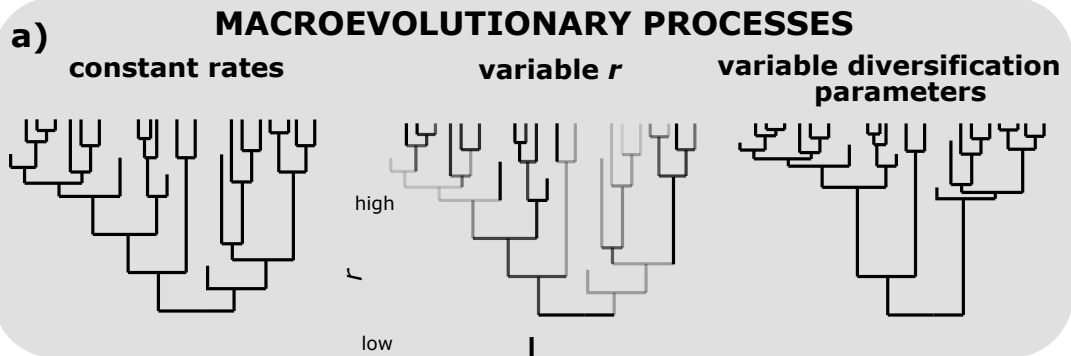 MACROEVOLUTIONARY PROCESSES
a)
constant rates
variable r
variable diversification
parameters
high
r
low